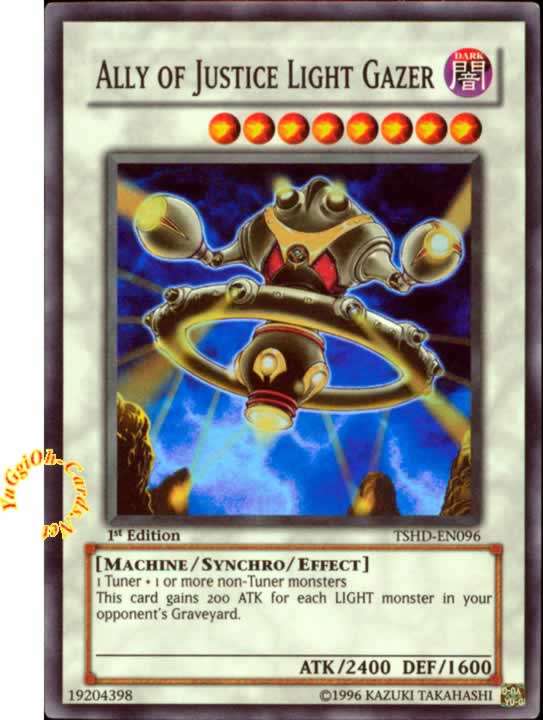 ALLY OF JUSTICE LIGHT GAZER
DARK
闇
1st Edition
TSHD-EN096
[MACHINE/SYNCHRO/EFFECT]
1 Tuner + 1 or more non-Tuner monsters
This card gains 200 ATK for each LIGHT monster in your
opponent's Graveyard.
ATK/2400 DEF/1600
19204398
©1996 KAZUKI TAKAHASHI
YuGgiOh-Cards.Net